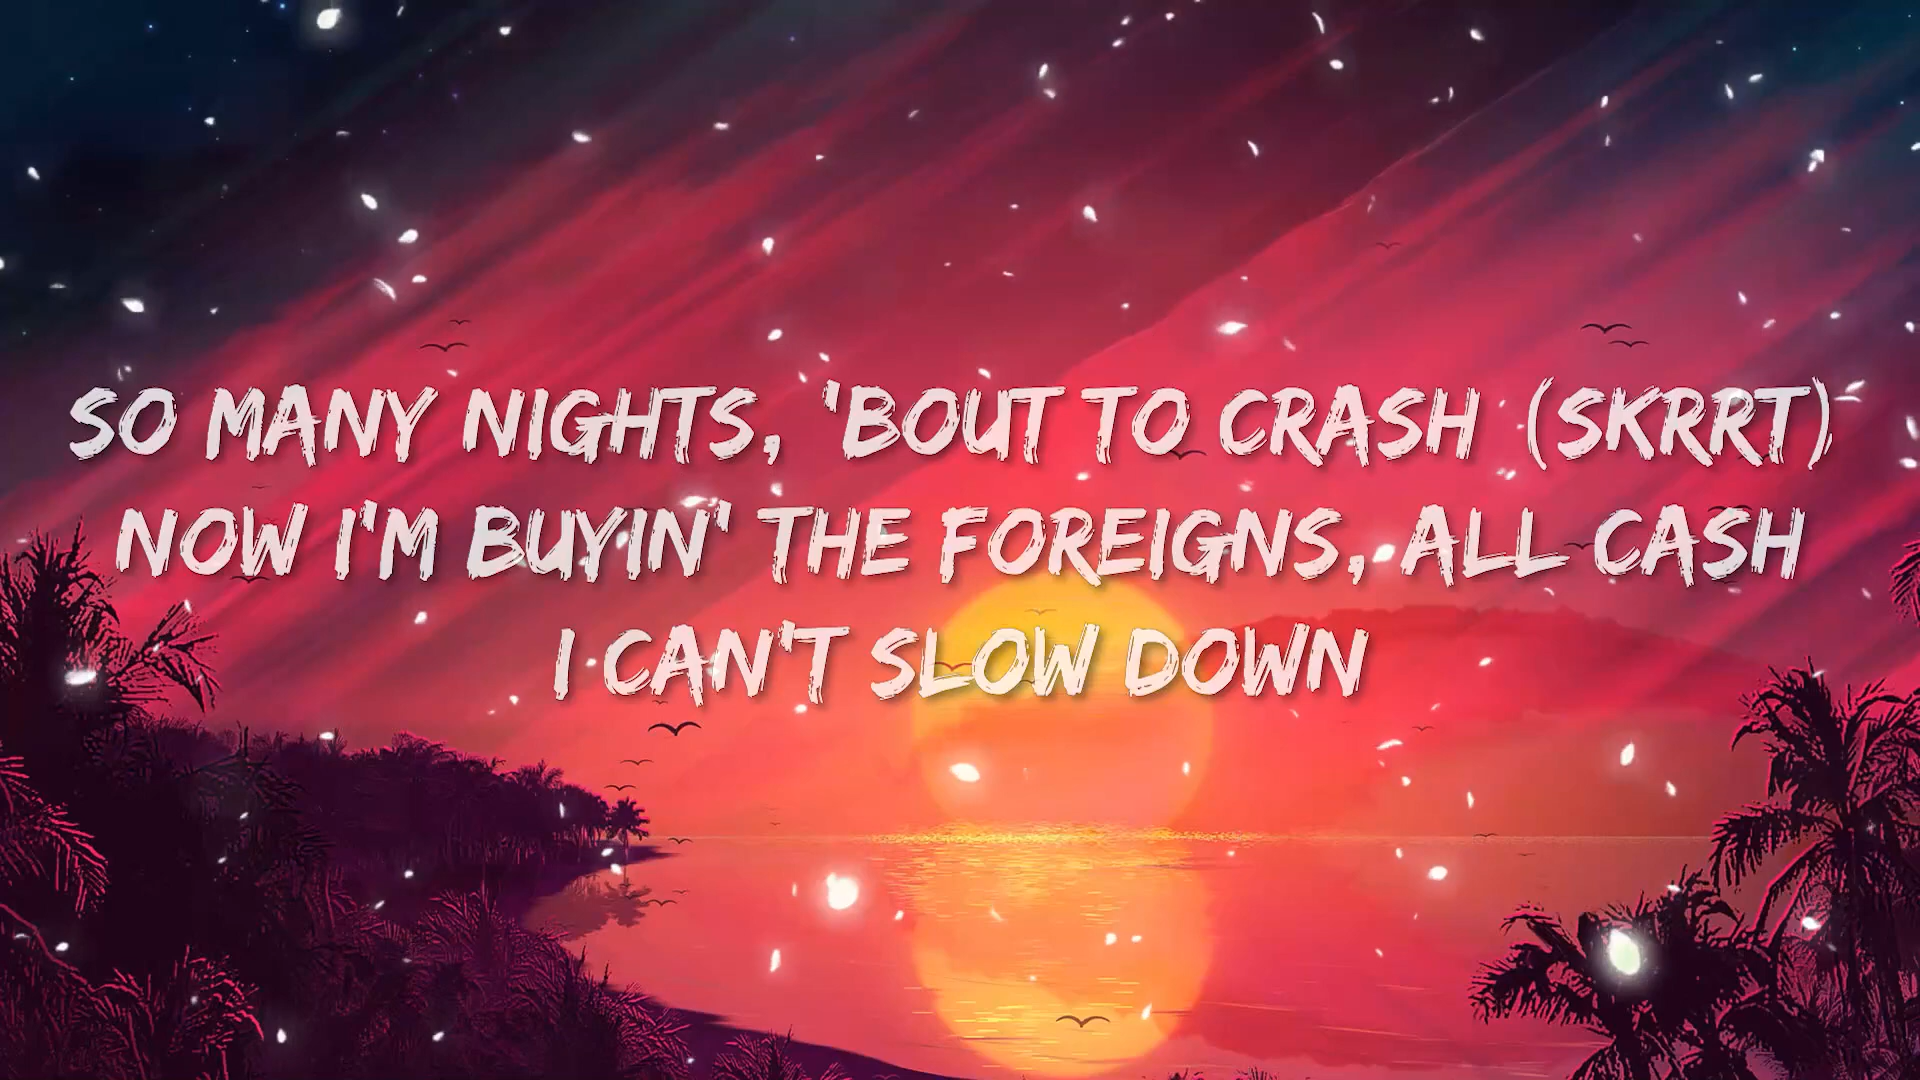 SO MANY NIGHTS, 'BOUT TO CRASH (SKRRT)
NOW I'M BUYIN' THE FOREIGNS, ALL CASH
I CAN'T SLOW DOWN